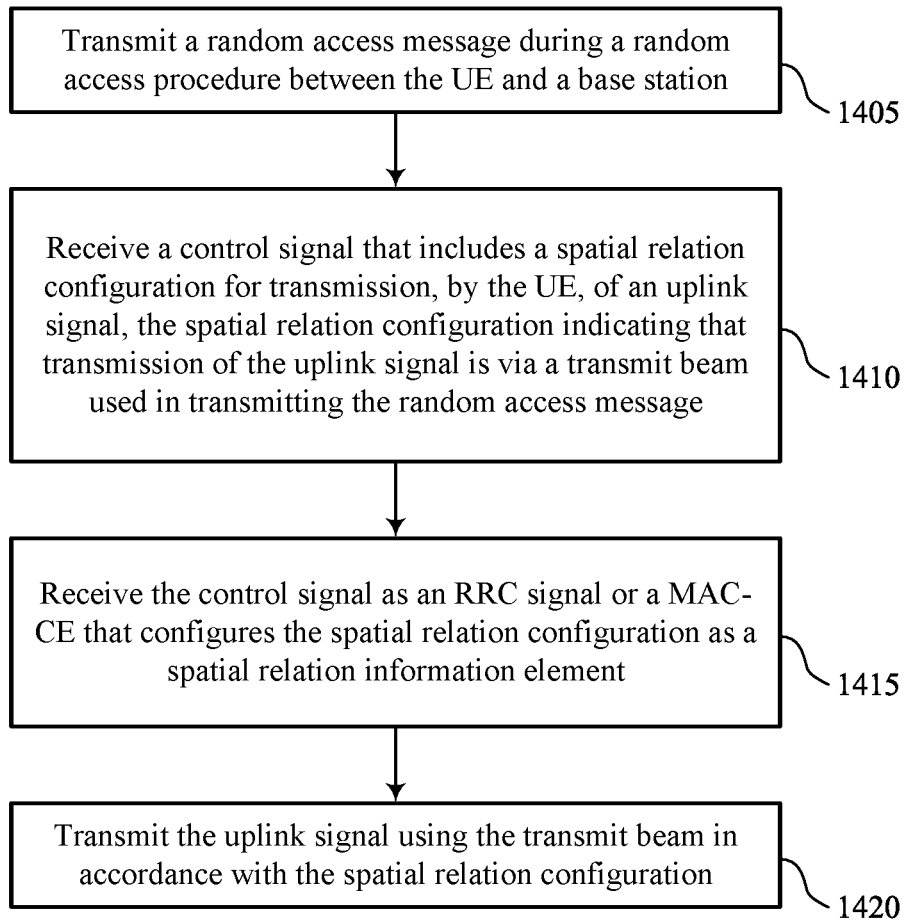 Transmit a random access message during a random
access procedure between the UE and a base station
1405
Receive a control signal that includes a spatial relation
configuration for transmission, by the UE, of an uplink
signal, the spatial relation configuration indicating that
transmission of the uplink signal is via a transmit beam
used in transmitting the random access message
1410
Receive the control signal as an RRC signal or a MAC-
CE that configures the spatial relation configuration as a
spatial relation information element
1415
Transmit the uplink signal using the transmit beam in
accordance with the spatial relation configuration
1420